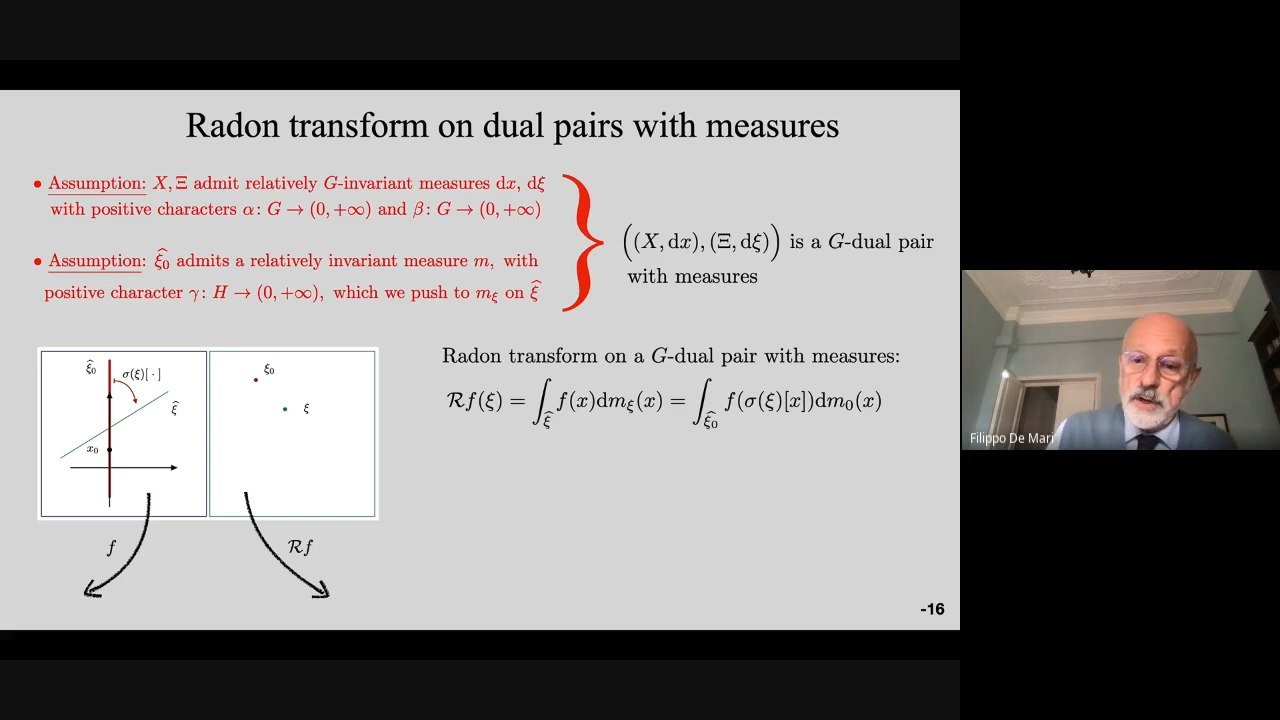 Radon transform on dual pairs with measures
• Assumption: X, Ξ admit relatively G-invariant measures dx, dξ
with positive characters α: G → (0, +∞) and β: G → (0, +∞)
• Assumption: ξ̂₀ admits a relatively invariant measure m, with
positive character γ: H → (0, +∞), which we push to m_ξ on ξ̂
((X, dx), (Ξ, dξ)) is a G-dual pair
with measures
ξ̂₀
σ(ξ)[ · ]
ξ̂
x₀
ξ₀
ξ
f
ℛf
Radon transform on a G-dual pair with measures:
ℛf(ξ) = ∫_ξ̂ f(x)dm_ξ(x) = ∫_ξ̂₀ f(σ(ξ)[x])dm₀(x)
-16
Filippo De Mari